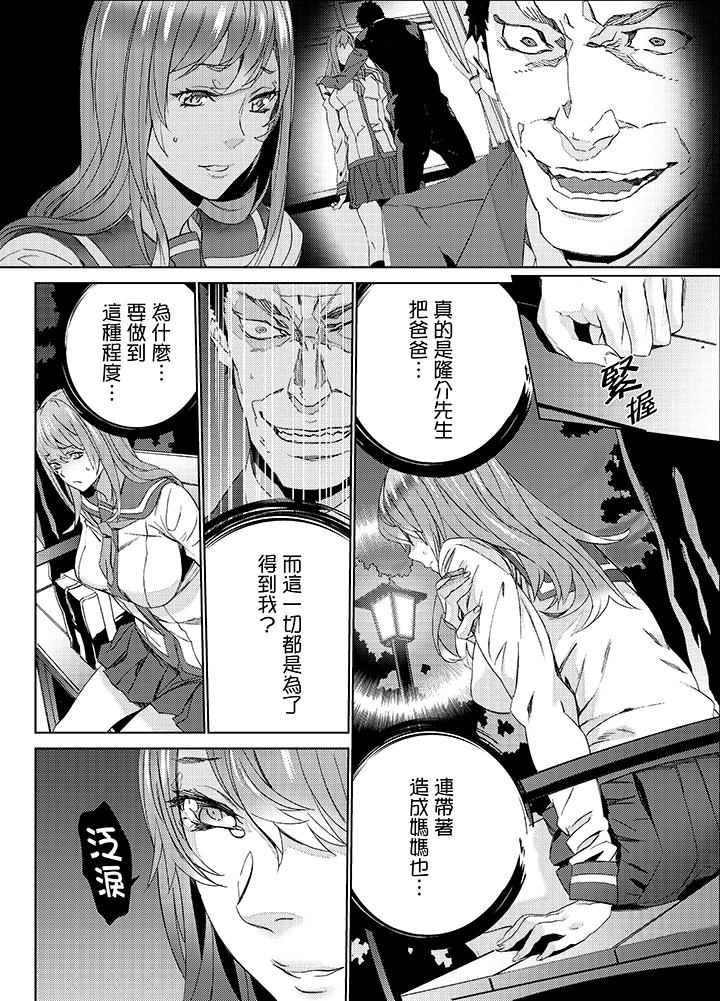 緊握
真的是隆介先生
把爸爸…
連帶著
造成媽媽也…
而這一切都是為了
得到我？
為什麼…
要做到
這種程度…
泛淚